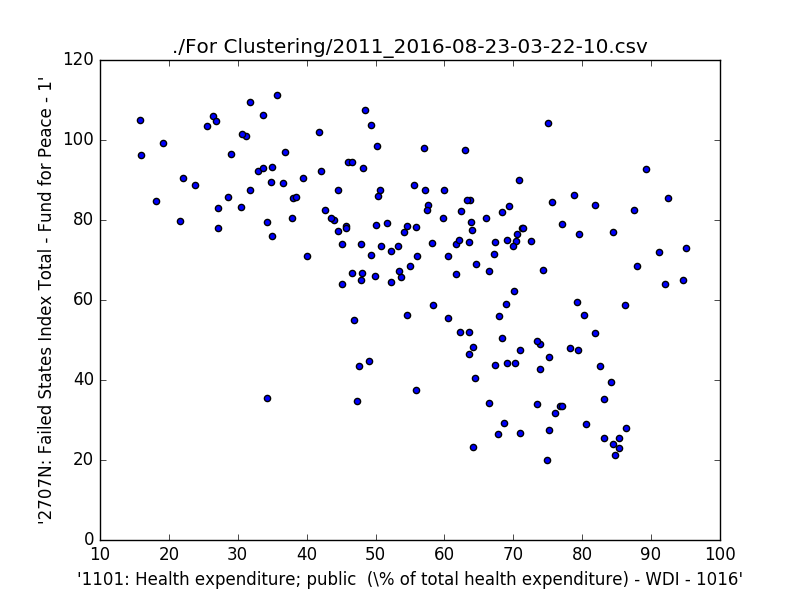 ./For Clustering/2011_2016-08-23-03-22-10.csv
120
100
80
60
40
20
0
'2707N: Failed States Index Total - Fund for Peace - 1'
10 20 30 40 50 60 70 80 90 100
'1101: Health expenditure; public  (\% of total health expenditure) - WDI - 1016'